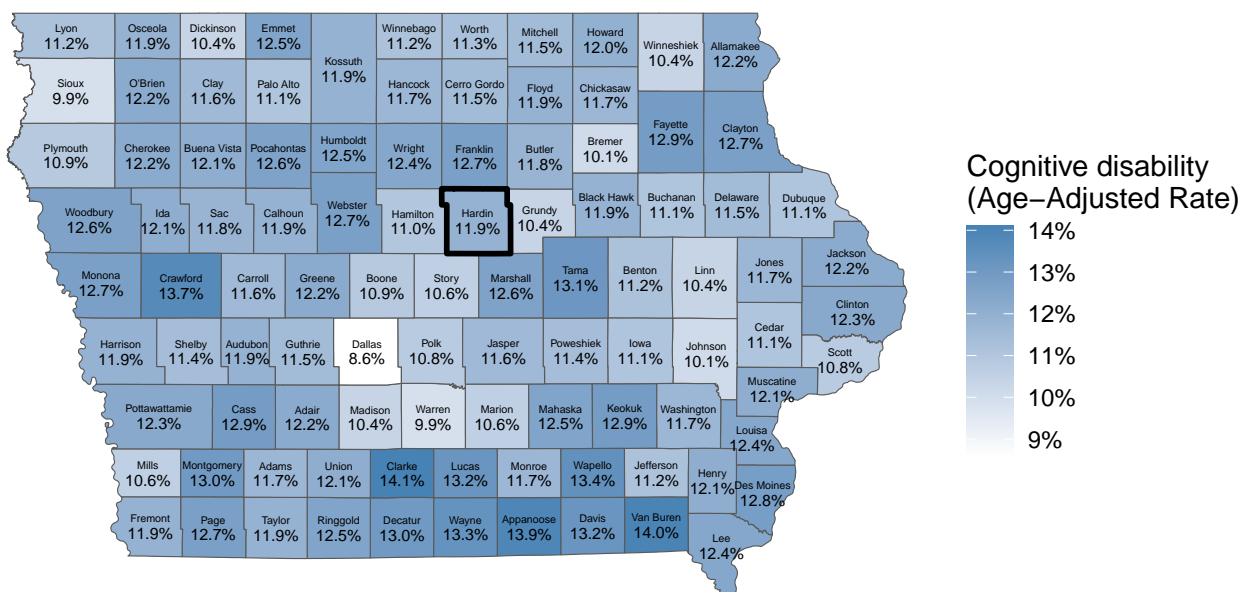 Lyon
11.2%
Osceola
11.9%
Dickinson
10.4%
Emmet
12.5%
Kossuth
11.9%
Winnebago
11.2%
Worth
11.3%
Mitchell
11.5%
Howard
12.0%
Winneshiek
10.4%
Allamakee
12.2%
Sioux
9.9%
O'Brien
12.2%
Clay
11.6%
Palo Alto
11.1%
Hancock
11.7%
Cerro Gordo
11.5%
Floyd
11.9%
Chickasaw
11.7%
Plymouth
10.9%
Cherokee
12.2%
Buena Vista
12.1%
Pocahontas
12.6%
Humboldt
12.5%
Wright
12.4%
Franklin
12.7%
Butler
11.8%
Bremer
10.1%
Fayette
12.9%
Clayton
12.7%
Woodbury
12.6%
Ida
12.1%
Sac
11.8%
Calhoun
11.9%
Webster
12.7%
Hamilton
11.0%
Hardin
11.9%
Grundy
10.4%
Black Hawk
11.9%
Buchanan
11.1%
Delaware
11.5%
Dubuque
11.1%
Monona
12.7%
Crawford
13.7%
Carroll
11.6%
Greene
12.2%
Boone
10.9%
Story
10.6%
Marshall
12.6%
Tama
13.1%
Benton
11.2%
Linn
10.4%
Jones
11.7%
Jackson
12.2%
Clinton
12.3%
Harrison
11.9%
Shelby
11.4%
Audubon
11.9%
Guthrie
11.5%
Dallas
8.6%
Polk
10.8%
Jasper
11.6%
Poweshiek
11.4%
Iowa
11.1%
Johnson
10.1%
Cedar
11.1%
Scott
10.8%
Muscatine
12.1%
Pottawattamie
12.3%
Cass
12.9%
Adair
12.2%
Madison
10.4%
Warren
9.9%
Marion
10.6%
Mahaska
12.5%
Keokuk
12.9%
Washington
11.7%
Louisa
12.4%
Mills
10.6%
Montgomery
13.0%
Adams
11.7%
Union
12.1%
Clarke
14.1%
Lucas
13.2%
Monroe
11.7%
Wapello
13.4%
Jefferson
11.2%
Henry
12.1%
Des Moines
12.8%
Fremont
11.9%
Page
12.7%
Taylor
11.9%
Ringgold
12.5%
Decatur
13.0%
Wayne
13.3%
Appanoose
13.9%
Davis
13.2%
Van Buren
14.0%
Lee
12.4%
Cognitive disability
(Age−Adjusted Rate)
14%
13%
12%
11%
10%
9%